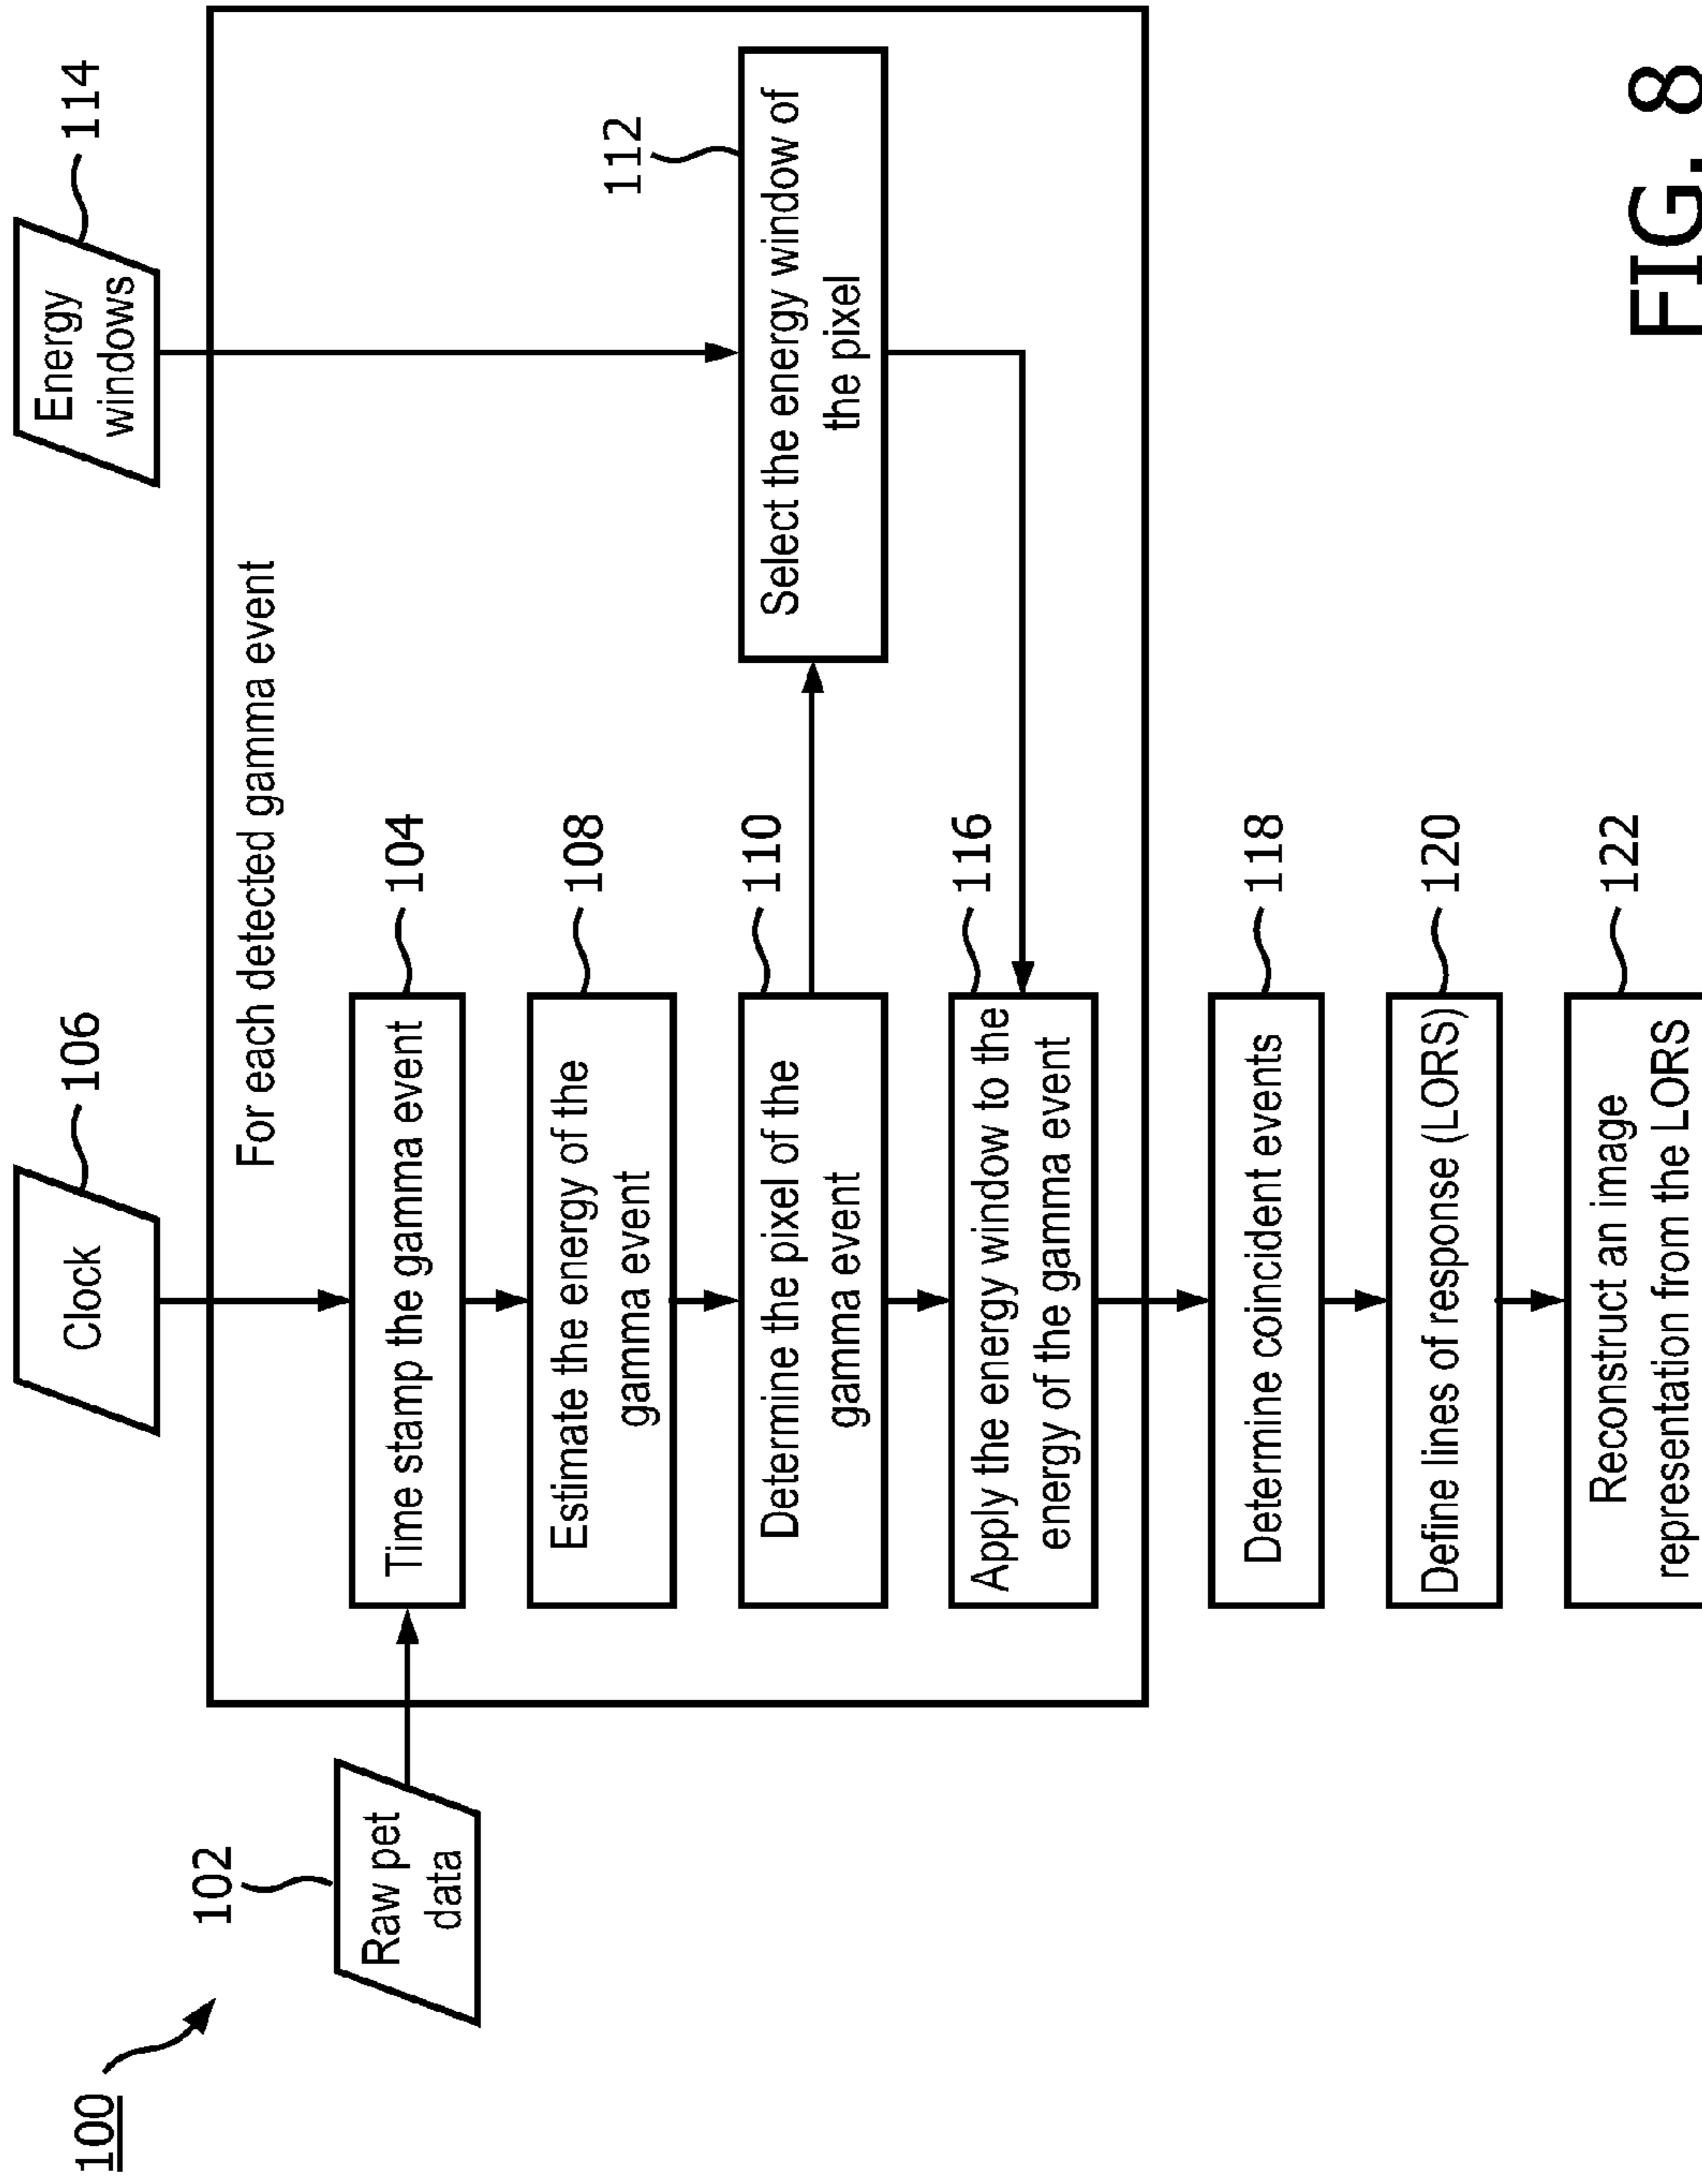 100
102
Raw pet
data
Clock
106
Energy
windows
114
For each detected gamma event
Time stamp the gamma event
104
Estimate the energy of the
gamma event
108
Determine the pixel of the
gamma event
110
Select the energy window of
the pixel
112
Apply the energy window to the
energy of the gamma event
116
Determine coincident events
118
Define lines of response (LORS)
120
Reconstruct an image
representation from the LORS
122
FIG. 8